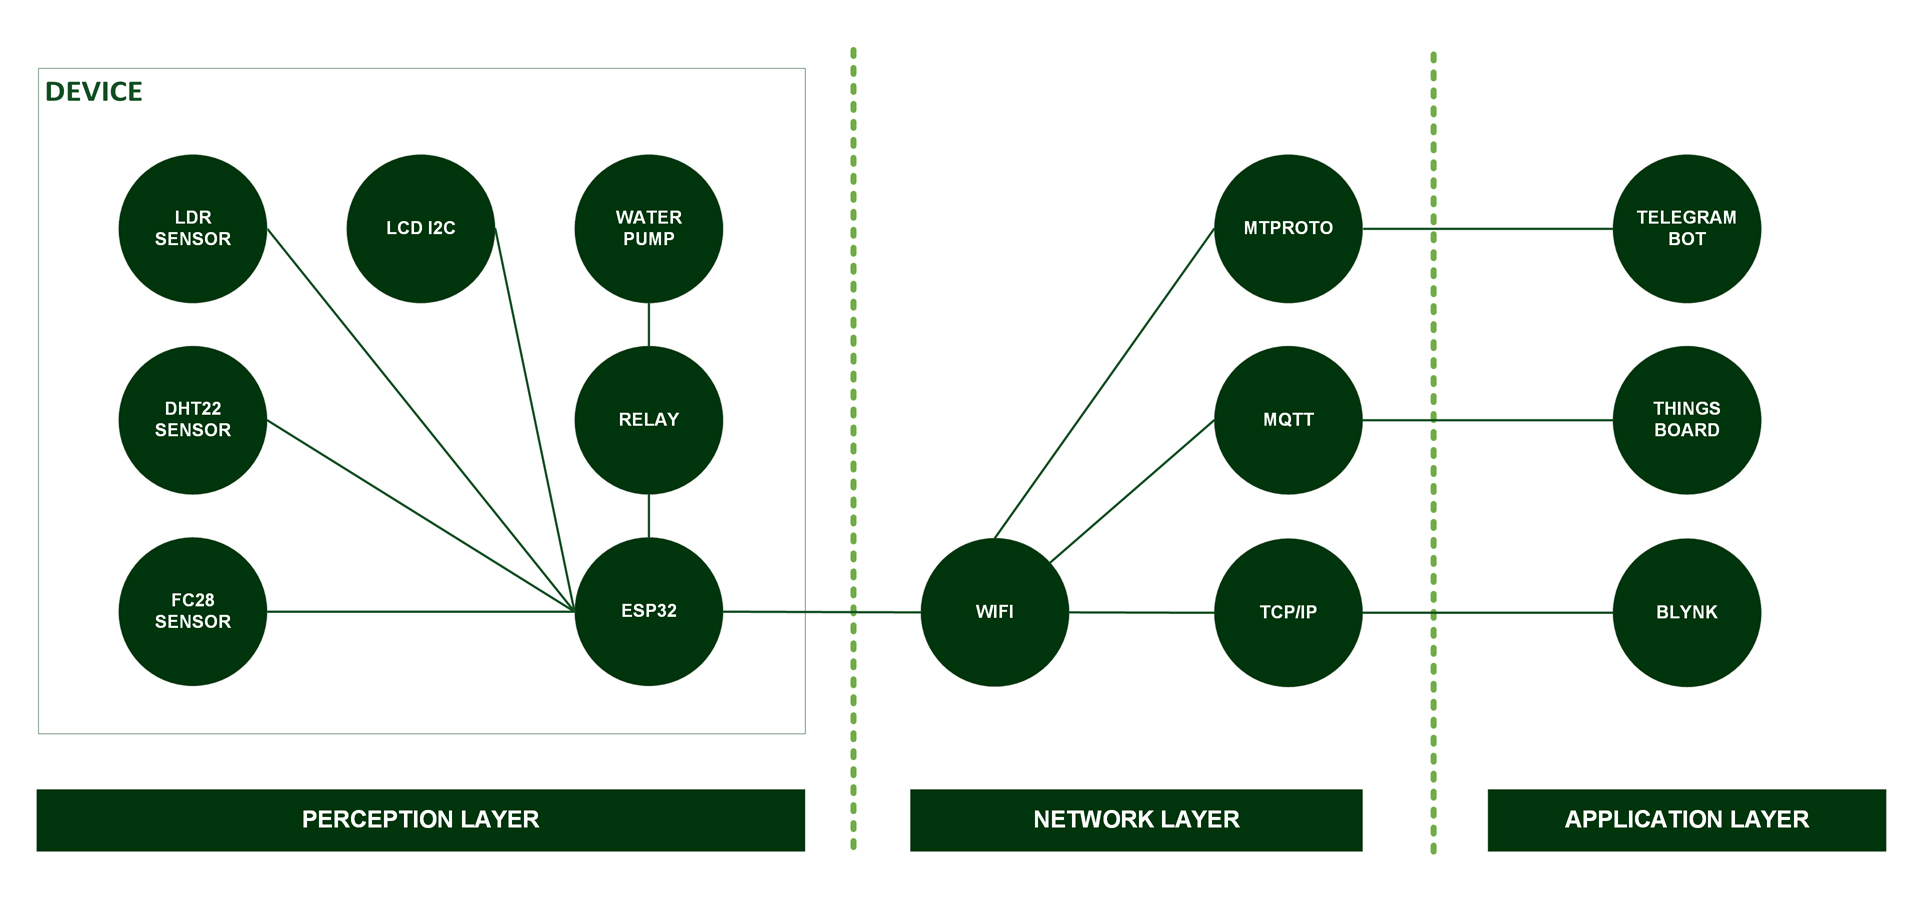 DEVICE
LDR
SENSOR
LCD I2C
WATER
PUMP
MTPROTO
TELEGRAM
BOT
DHT22
SENSOR
RELAY
MQTT
THINGS
BOARD
FC28
SENSOR
ESP32
WIFI
TCP/IP
BLYNK
PERCEPTION LAYER
NETWORK LAYER
APPLICATION LAYER